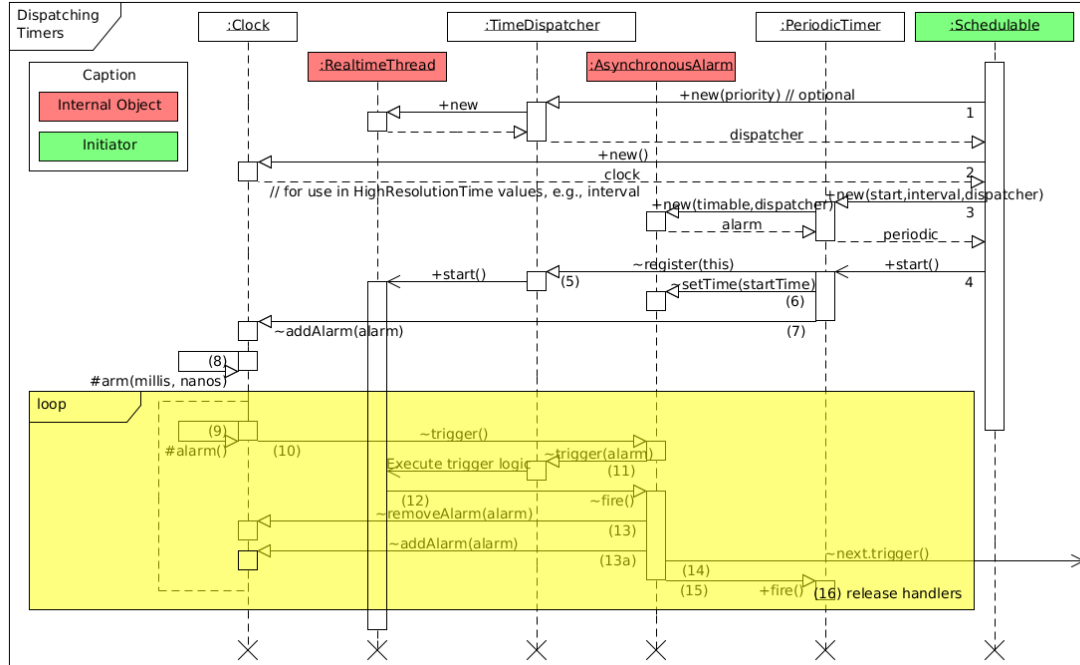 Dispatching
Timers
:Clock
:TimeDispatcher
:PeriodicTimer
:Schedulable
:RealtimeThread
:AsynchronousAlarm
Caption
Internal Object
Initiator
+new(priority) // optional
1
+new
dispatcher
+new()
2
clock
// for use in HighResolutionTime values, e.g., interval
+new(start,interval,dispatcher)
+new(timable,dispatcher)
3
alarm
periodic
+start()
~register(this)
+start()
4
(5)
~setTime(startTime)
(6)
~addAlarm(alarm)
(7)
(8)
#arm(millis, nanos)
loop
(9)
~trigger()
#alarm()
(10)
~trigger(alarm)
Execute trigger logic
(11)
(12)
~fire()
~removeAlarm(alarm)
(13)
~addAlarm(alarm)
(13a)
~next.trigger()
(14)
(15)
+fire()
(16) release handlers